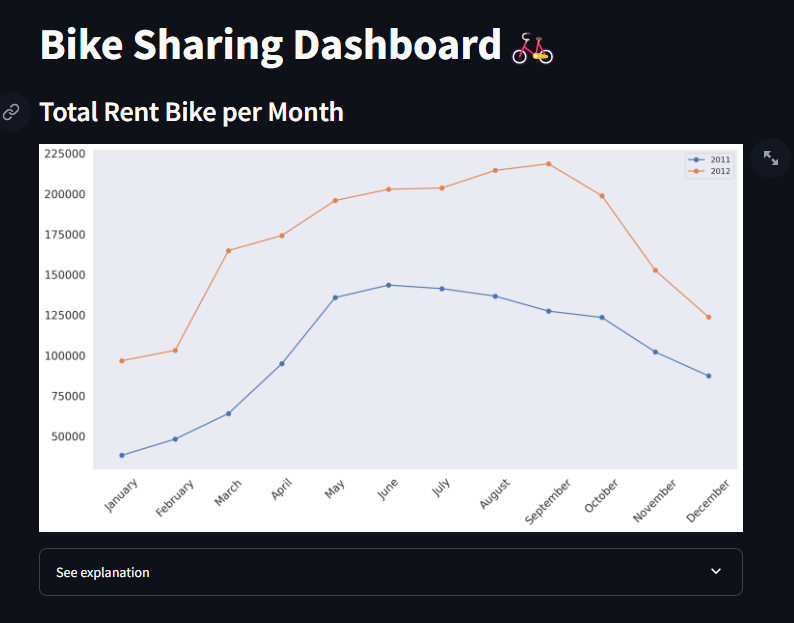 Bike Sharing Dashboard 🚲
Total Rent Bike per Month
225000
200000
175000
150000
125000
100000
75000
50000
2011
2012
January
February
March
April
May
June
July
August
September
October
November
December
See explanation